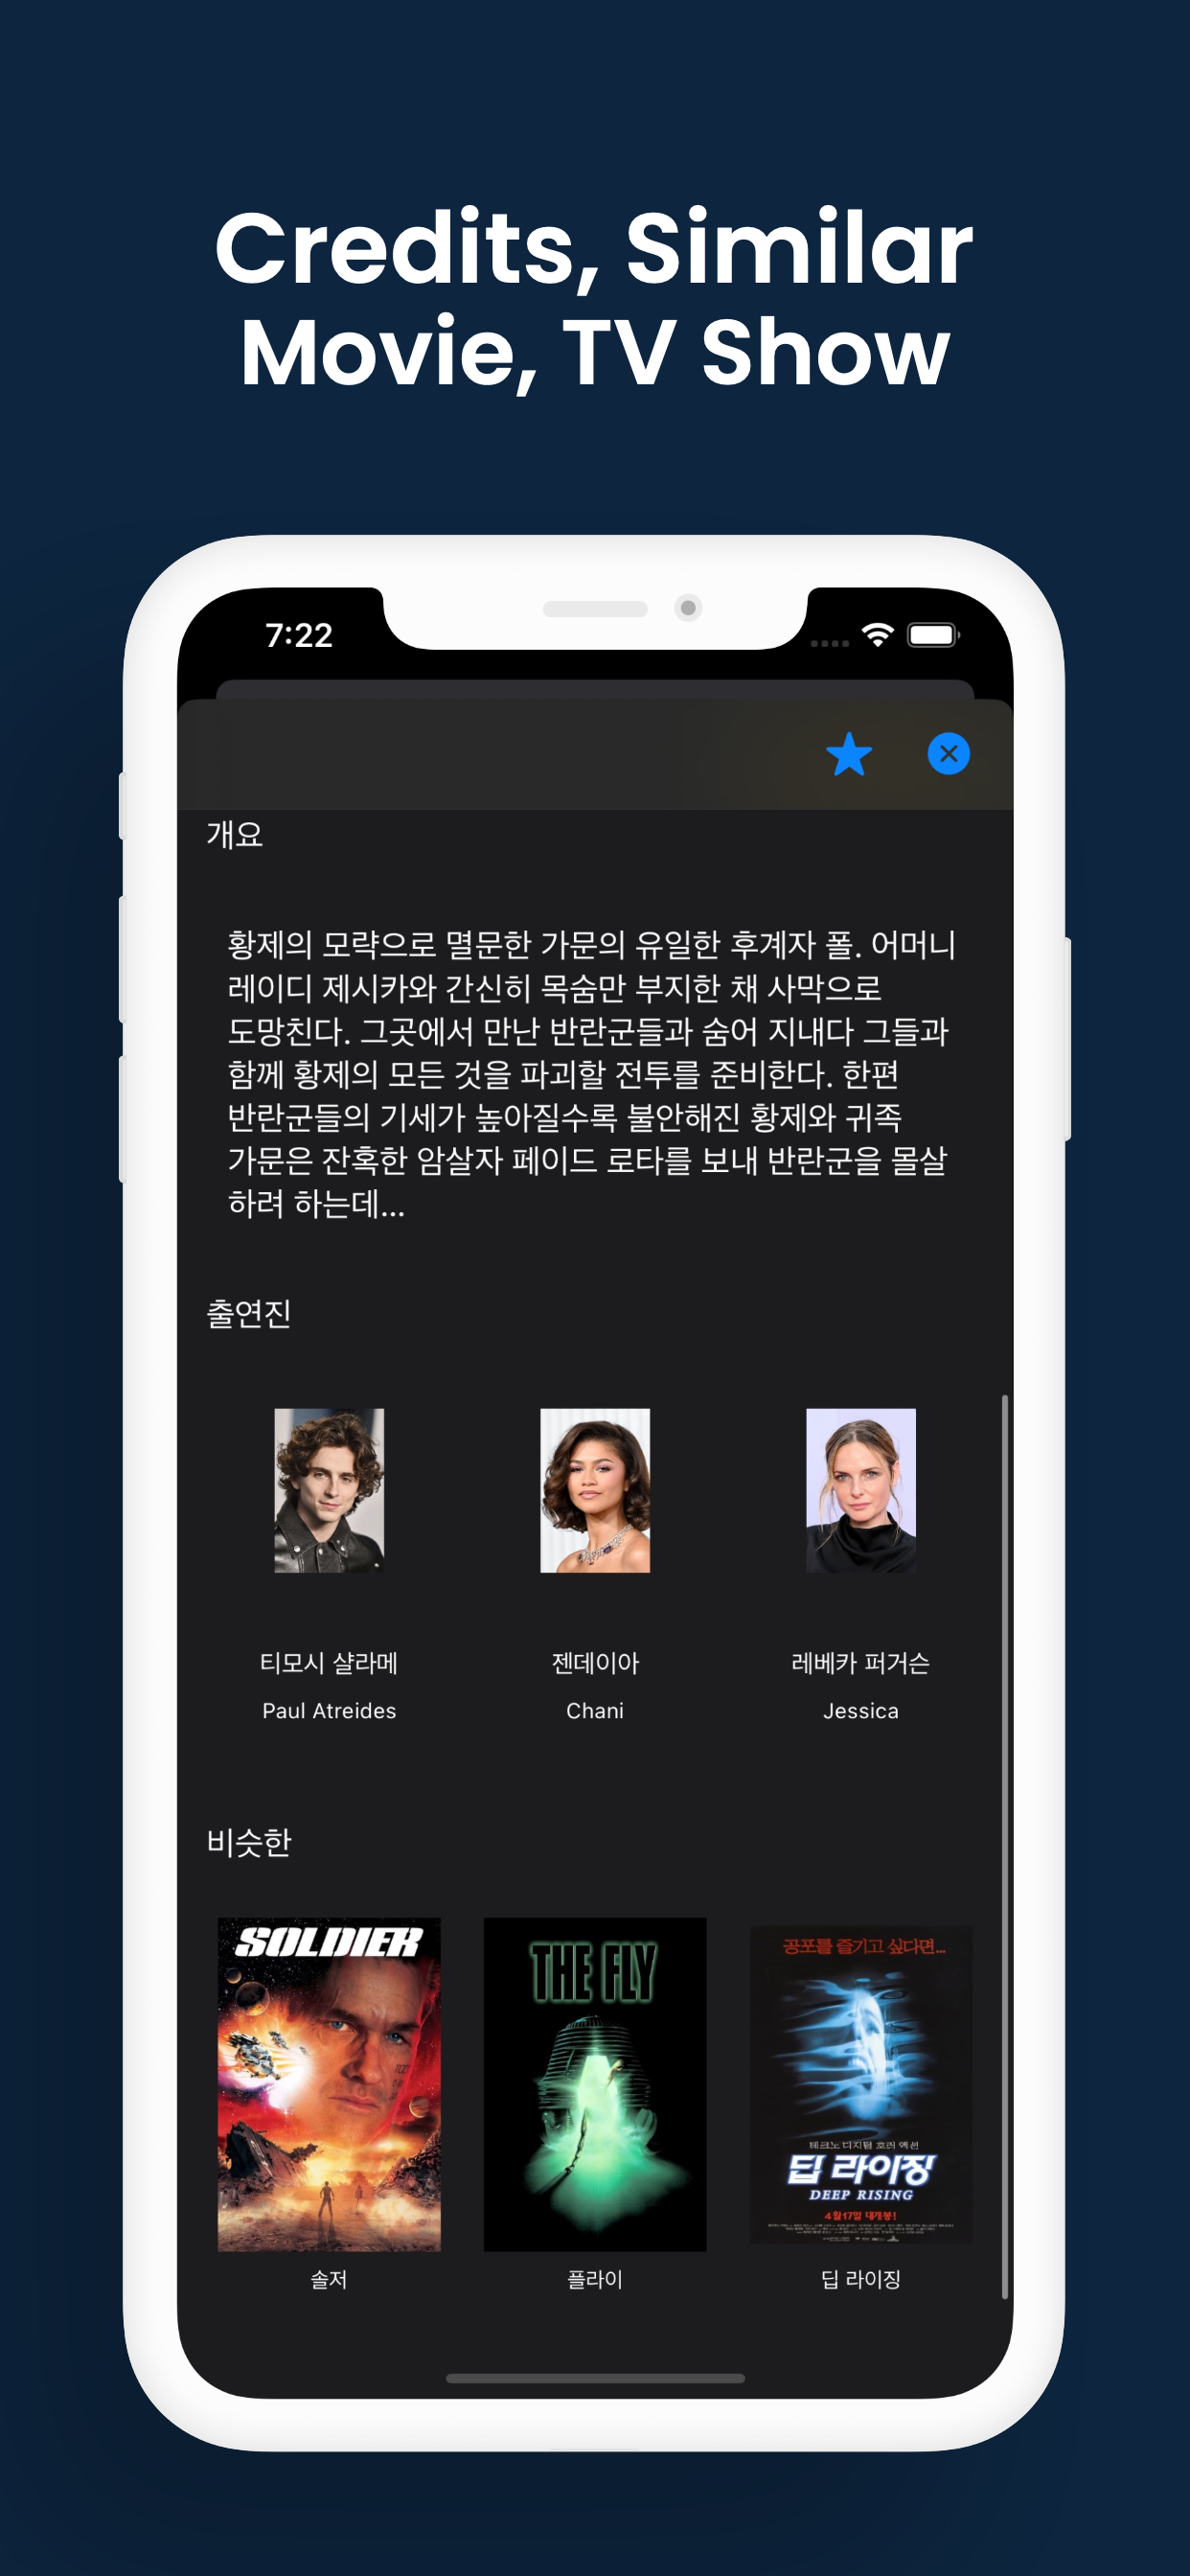 Credits, Similar
Movie, TV Show
7:22
개요
황제의 모략으로 멸문한 가문의 유일한 후계자 폴. 어머니
레이디 제시카와 간신히 목숨만 부지한 채 사막으로
도망친다. 그곳에서 만난 반란군들과 숨어 지내다 그들과
함께 황제의 모든 것을 파괴할 전투를 준비한다. 한편
반란군들의 기세가 높아질수록 불안해진 황제와 귀족
가문은 잔혹한 암살자 페이드 로타를 보내 반란군을 몰살
하려 하는데...
출연진
티모시 샬라메
젠데이아
레베카 퍼거슨
Paul Atreides
Chani
Jessica
비슷한
SOLDIER
THE FLY
공포를 즐기고 싶다면...
테크노 디지털 호러 액션
딥 라이징
DEEP RISING
4월17일 대개봉!
솔저
플라이
딥 라이징